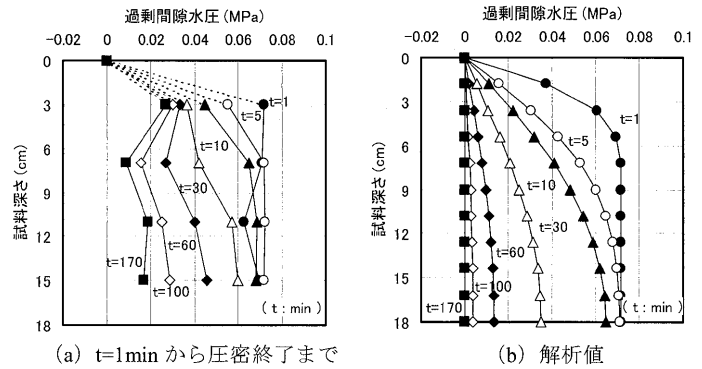 過剰間隙水圧(MPa)
-0.02 0 0.02 0.04 0.06 0.08 0.1
0
3
6
9
12
15
18
試料深さ(cm)
t=1
t=5
t=10
t=30
t=60
t=170
t=100
( t : min )
(a) t=1min から圧密終了まで
過剰間隙水圧(MPa)
-0.02 0 0.02 0.04 0.06 0.08 0.1
0
3
6
9
12
15
18
試料深さ(cm)
t=1
t=5
t=10
t=30
t=60
t=100
t=170
( t : min )
(b) 解析値